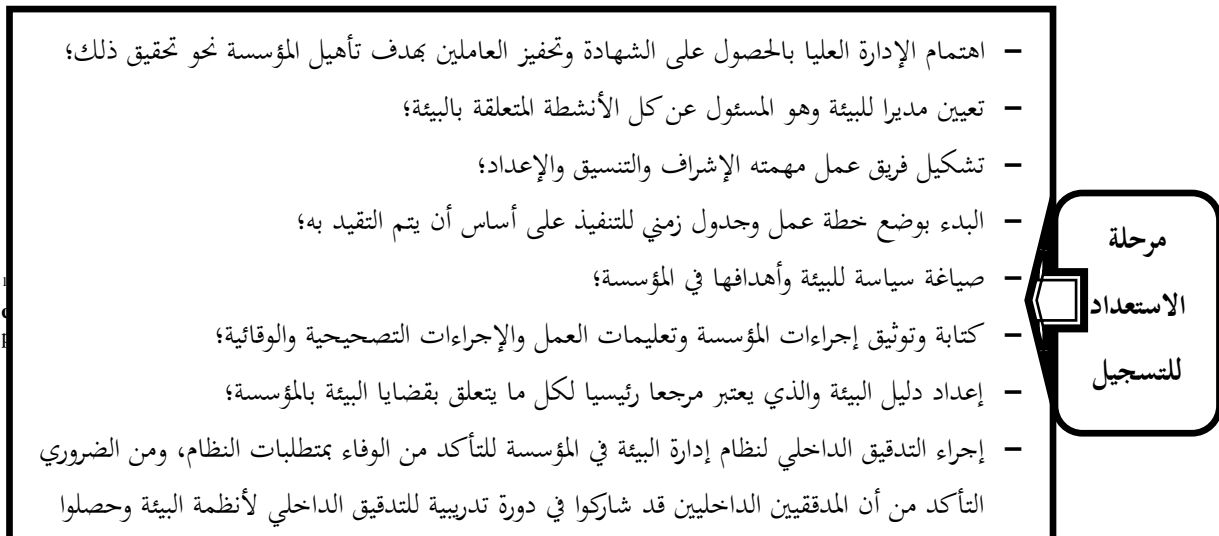 مرحلة
الاستعداد
للتسجيل
– اهتمام الإدارة العليا بالحصول على الشهادة وتحفيز العاملين بهدف تأهيل المؤسسة نحو تحقيق ذلك؛
– تعيين مديرا للبيئة وهو المسئول عن كل الأنشطة المتعلقة بالبيئة؛
– تشكيل فريق عمل مهمته الإشراف والتنسيق والإعداد؛
– البدء بوضع خطة عمل وجدول زمني للتنفيذ على أساس أن يتم التقيد به؛
– صياغة سياسة للبيئة وأهدافها في المؤسسة؛
– كتابة وتوثيق إجراءات المؤسسة وتعليمات العمل والإجراءات التصحيحية والوقائية؛
– إعداد دليل البيئة والذي يعتبر مرجعا رئيسيا لكل ما يتعلق بقضايا البيئة بالمؤسسة؛
– إجراء التدقيق الداخلي لنظام إدارة البيئة في المؤسسة للتأكد من الوفاء بمتطلبات النظام، ومن الضروري
التأكد من أن المدققيين الداخليين قد شاركوا في دورة تدريبية للتدقيق الداخلي لأنظمة البيئة وحصلوا